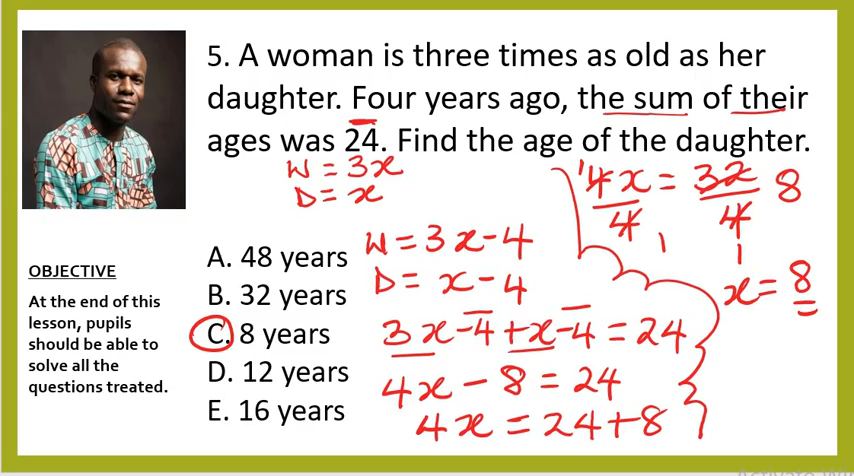 5. A woman is three times as old as her
daughter. Four years ago, the sum of their
ages was 24. Find the age of the daughter.
W = 3x
D = x
A. 48 years
B. 32 years
C. 8 years
D. 12 years
E. 16 years
W = 3x - 4
D = x - 4
3x - 4 + x - 4 = 24
4x - 8 = 24
4x = 24 + 8
4x = 32 8
4 4
1 1 1
x = 8
OBJECTIVE
At the end of this
lesson, pupils
should be able to
solve all the
questions treated.